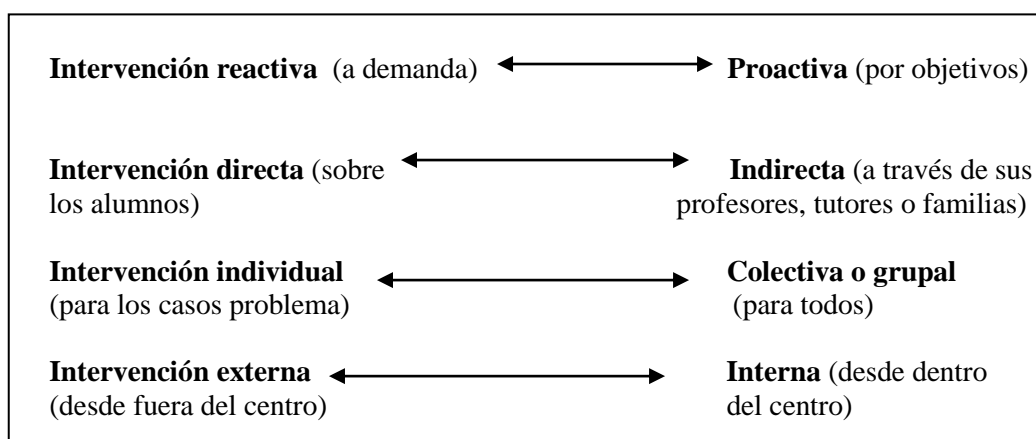 Intervención reactiva (a demanda) Proactiva (por objetivos)
Intervención directa (sobre Indirecta (a través de sus
los alumnos) profesores, tutores o familias)
Intervención individual Colectiva o grupal
(para los casos problema) (para todos)
Intervención externa Interna (desde dentro
(desde fuera del centro) del centro)